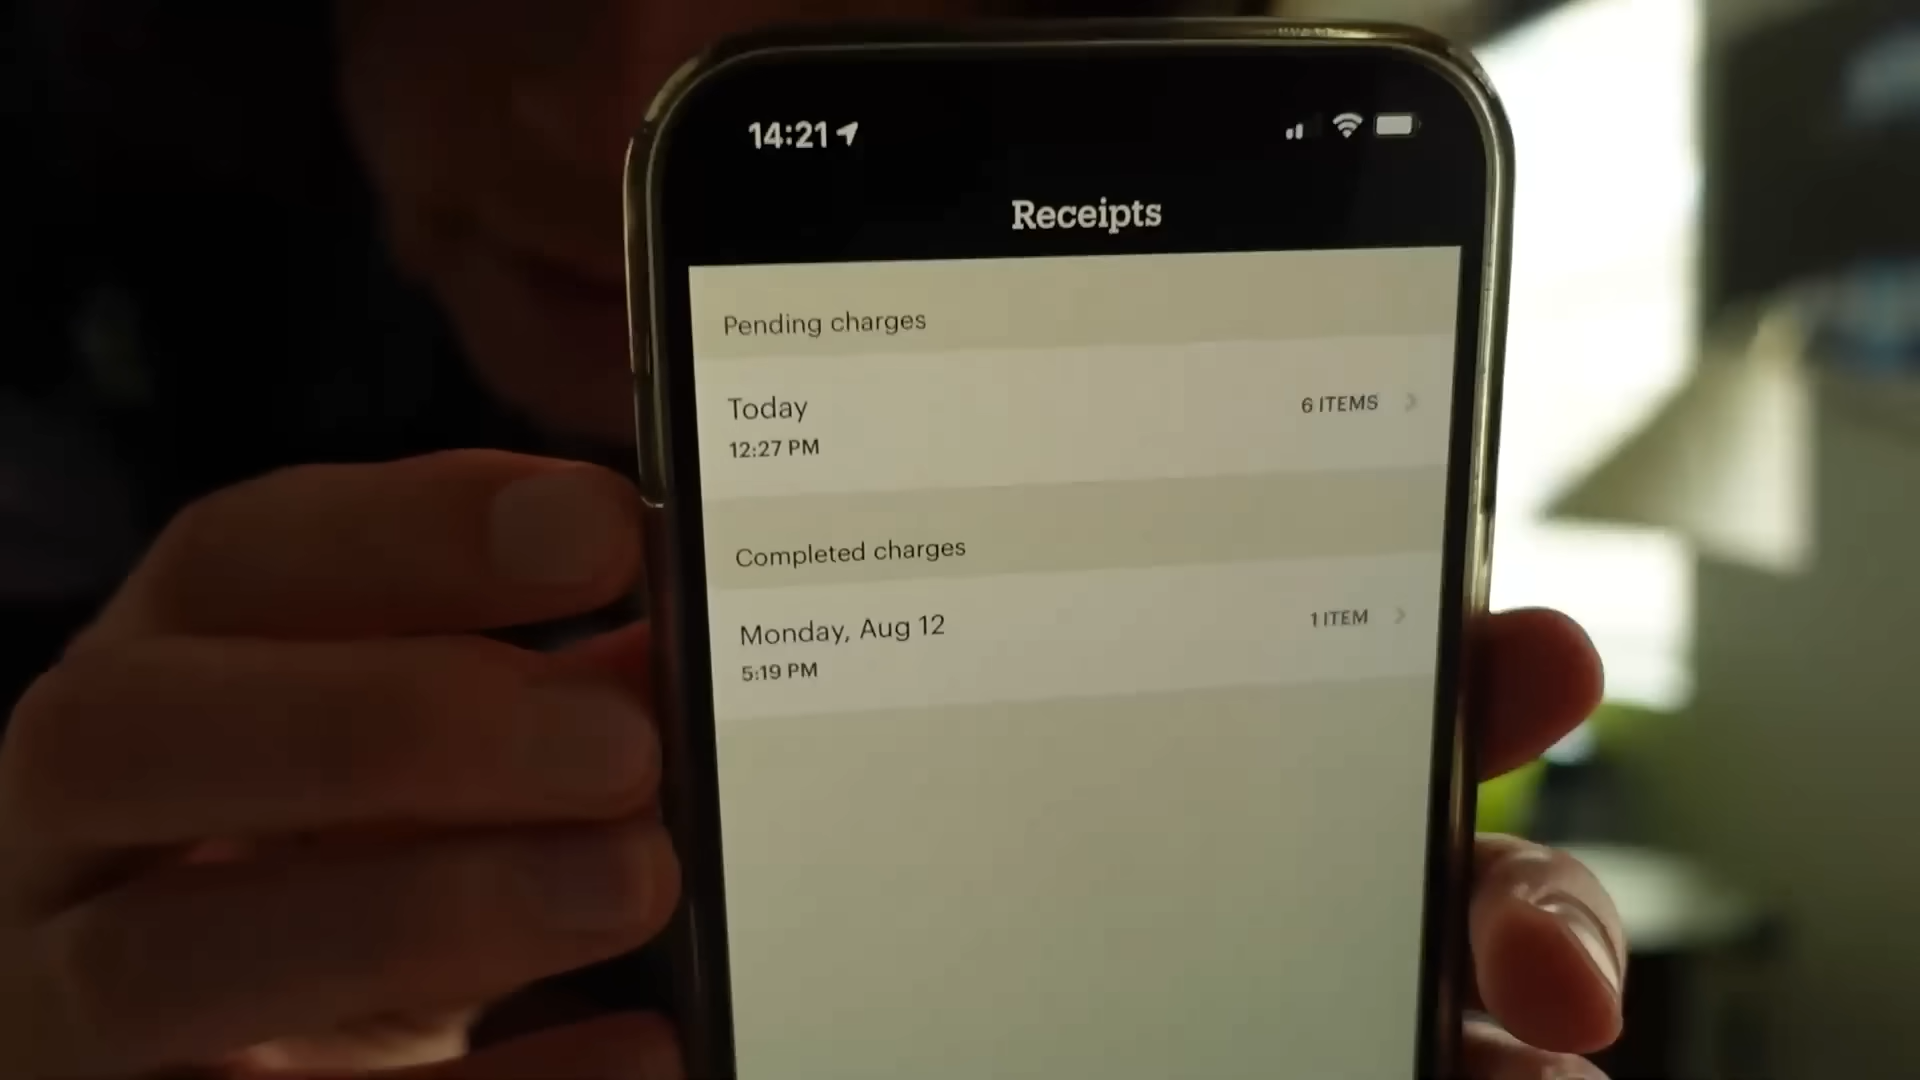 14:21
Receipts
Pending charges
Today
6 ITEMS
12:27 PM
Completed charges
Monday, Aug 12
1 ITEM
5:19 PM